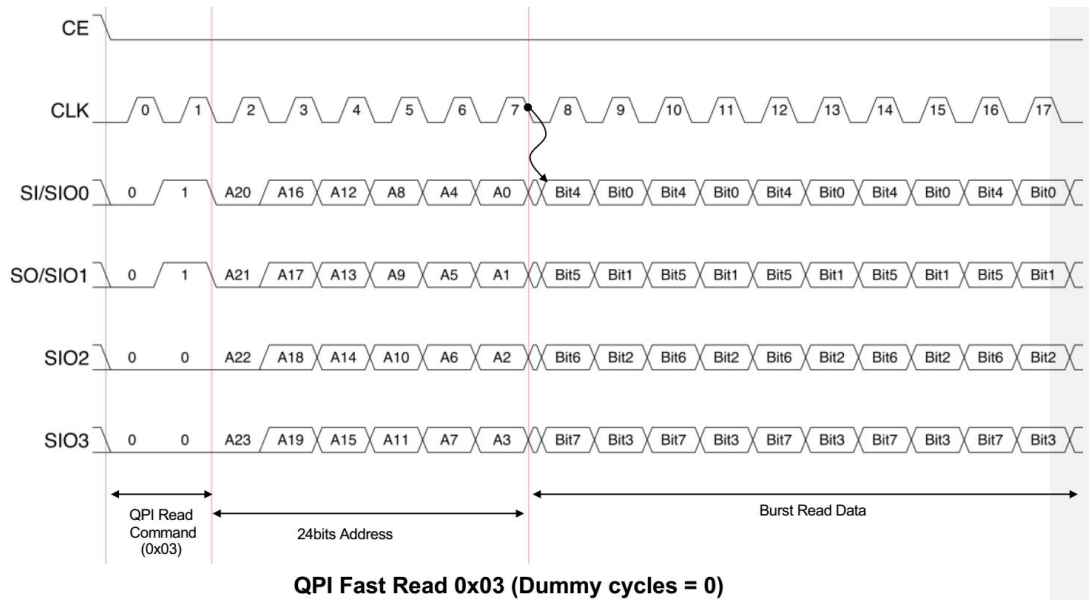 CE
CLK 0 1 2 3 4 5 6 7 8 9 10 11 12 13 14 15 16 17
SI/SIO0 0 1 A20 A16 A12 A8 A4 A0 Bit4 Bit0 Bit4 Bit0 Bit4 Bit0 Bit4 Bit0 Bit4 Bit0
SO/SIO1 0 1 A21 A17 A13 A9 A5 A1 Bit5 Bit1 Bit5 Bit1 Bit5 Bit1 Bit5 Bit1 Bit5 Bit1
SIO2 0 0 A22 A18 A14 A10 A6 A2 Bit6 Bit2 Bit6 Bit2 Bit6 Bit2 Bit6 Bit2 Bit6 Bit2
SIO3 0 0 A23 A19 A15 A11 A7 A3 Bit7 Bit3 Bit7 Bit3 Bit7 Bit3 Bit7 Bit3 Bit7 Bit3
QPI Read
Command
(0x03)
24bits Address
Burst Read Data
QPI Fast Read 0x03 (Dummy cycles = 0)